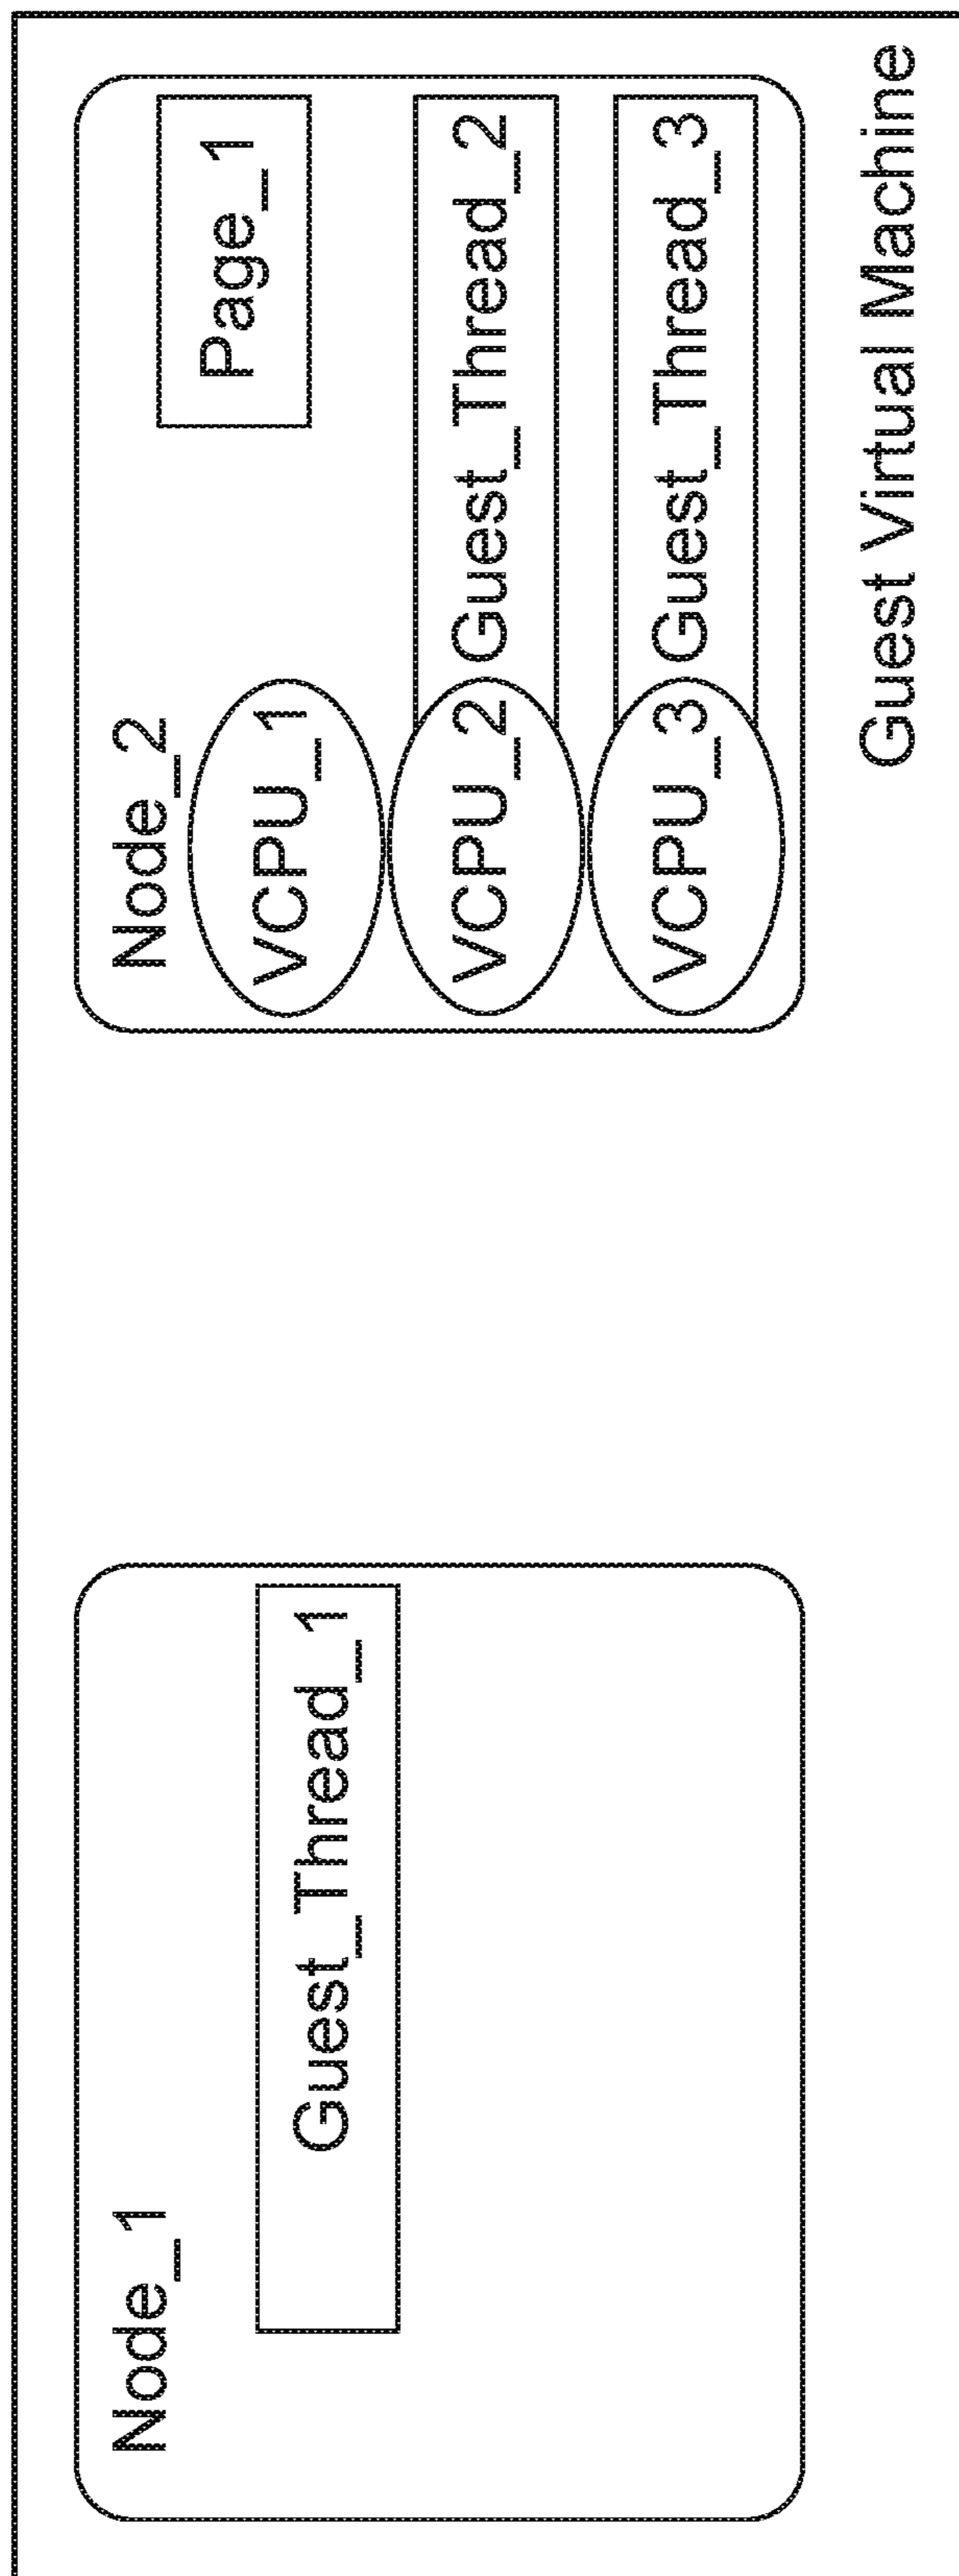 Node_1
Guest_Thread_1
Node_2
Page_1
VCPU_1
VCPU_2 Guest_Thread_2
VCPU_3 Guest_Thread_3
Guest Virtual Machine